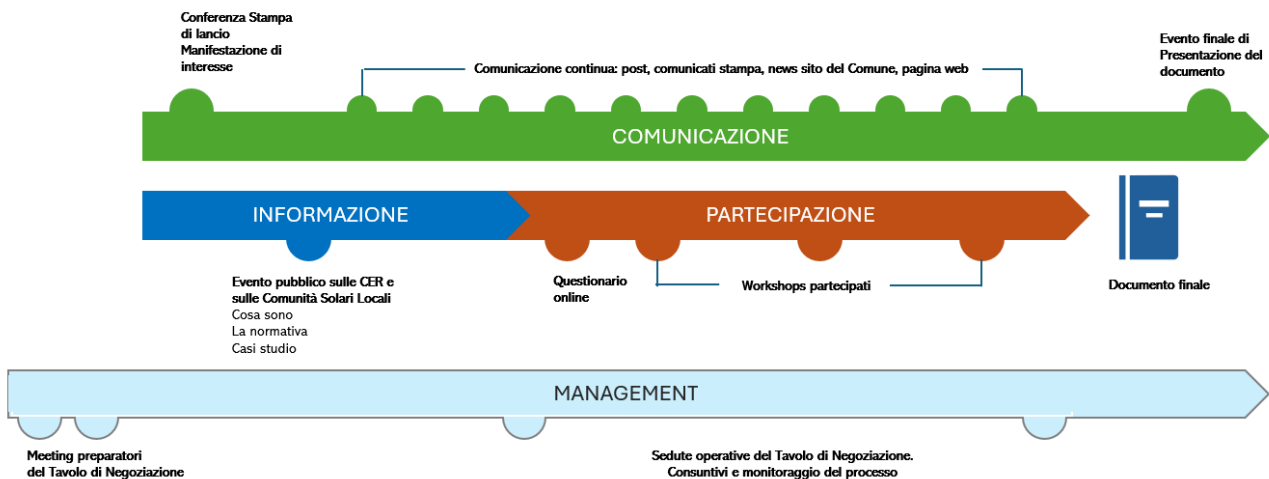 Conferenza Stampa
di lancio
Manifestazione di
interesse
Comunicazione continua: post, comunicati stampa, news sito del Comune, pagina web
Evento finale di
Presentazione del
documento
COMUNICAZIONE
INFORMAZIONE
PARTECIPAZIONE
Evento pubblico sulle CER e
sulle Comunità Solari Locali
Cosa sono
La normativa
Casi studio
Questionario
online
Workshops partecipati
Documento finale
MANAGEMENT
Meeting preparatori
del Tavolo di Negoziazione
Sedute operative del Tavolo di Negoziazione.
Consuntivi e monitoraggio del processo